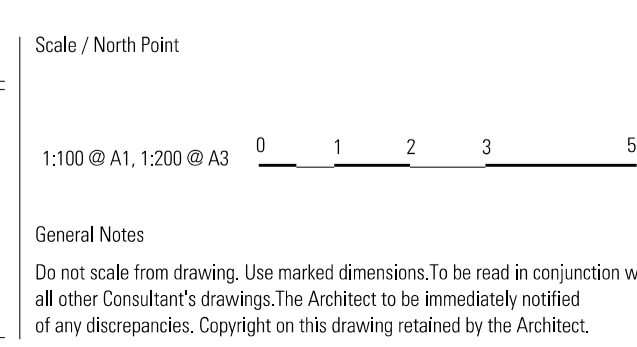 Scale / North Point
1:100 @ A1, 1:200 @ A3 0 1 2 3 5
General Notes
Do not scale from drawing. Use marked dimensions.To be read in conjunction
all other Consultant's drawings.The Architect to be immediately notified
of any discrepancies. Copyright on this drawing retained by the Architect.